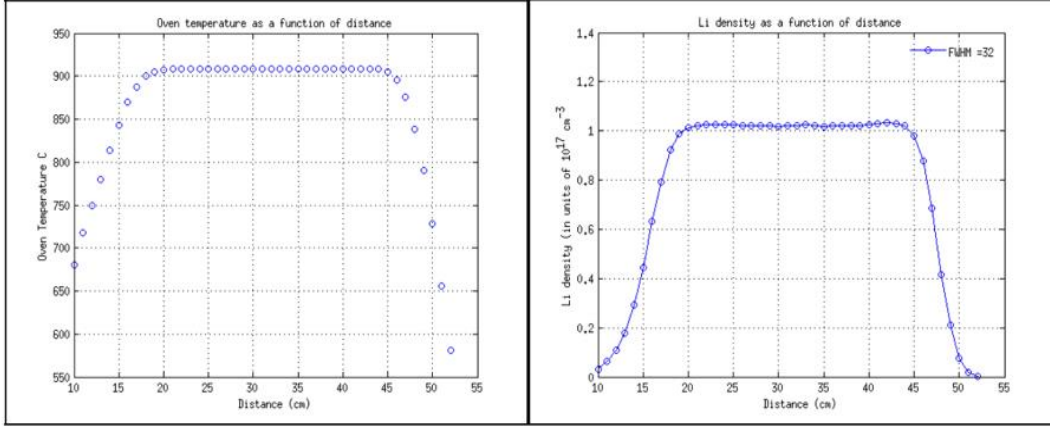 Oven temperature as a function of distance
950
900
850
800
750
700
650
600
550
Oven Temperature C
10 15 20 25 30 35 40 45 50 55
Distance (cm)
Li density as a function of distance
1.4
1.2
1
0.8
0.6
0.4
0.2
0
Li density (in units of 10^17 cm^-3
FWHM =32
10 15 20 25 30 35 40 45 50 55
Distance (cm)